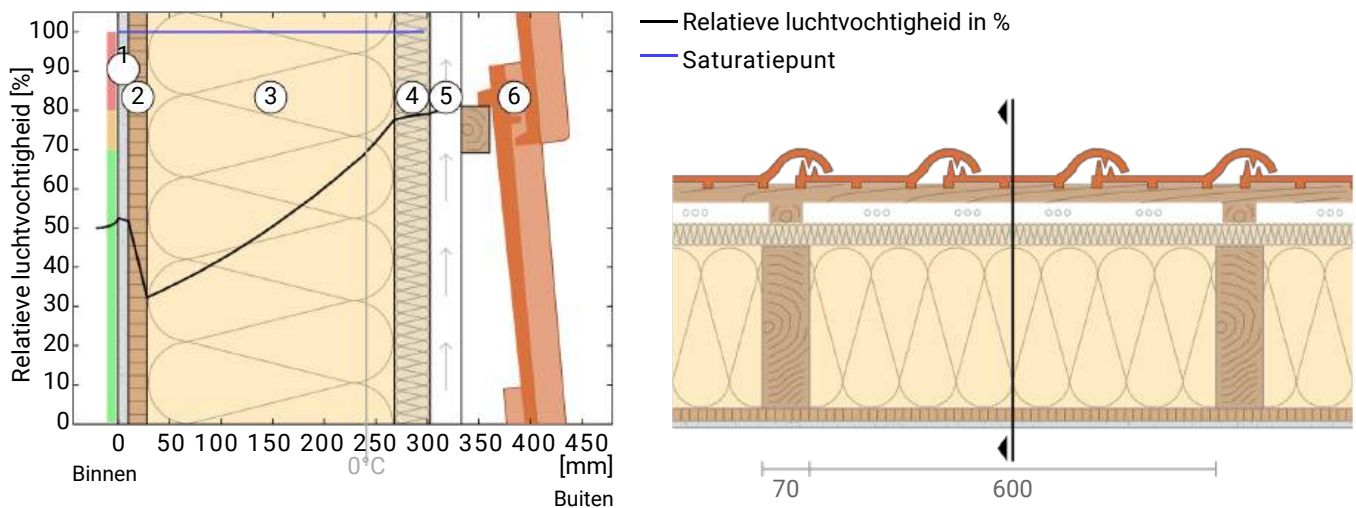 Relatieve luchtvochtigheid [%]
100
90
80
70
60
50
40
30
20
10
0
1
2
3
4
5
6
0 50 100 150 200 250 300 350 400 450
0°C
[mm]
Binnen
Buiten
Relatieve luchtvochtigheid in %
Saturatiepunt
70
600